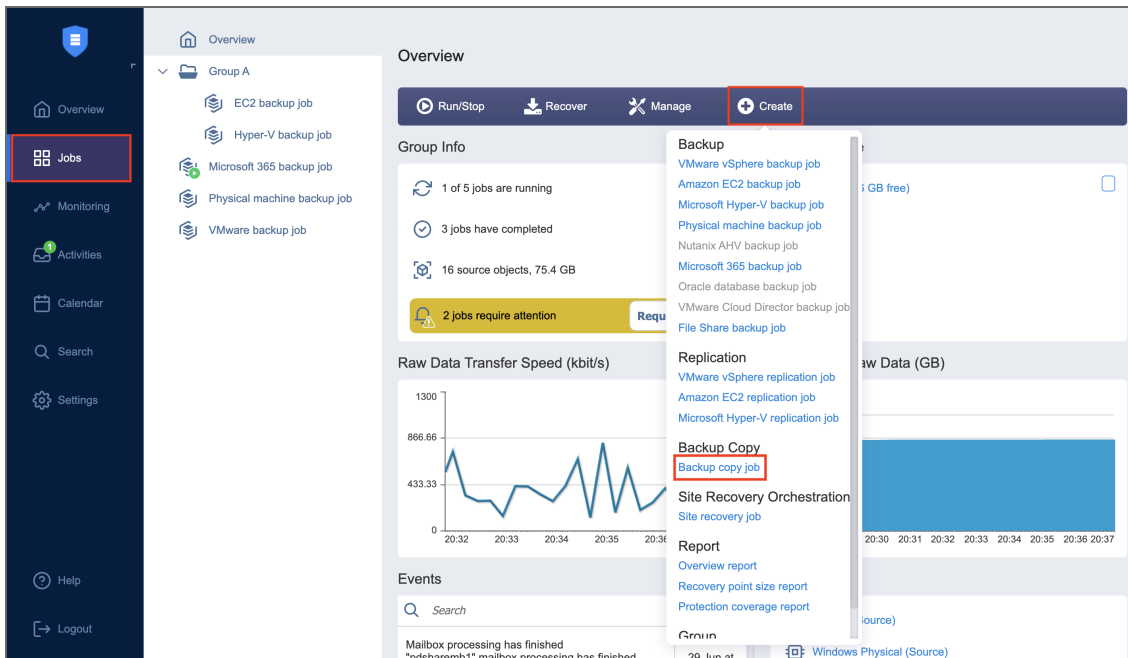 Overview
Jobs
Monitoring
1
Activities
Calendar
Search
Settings
Help
Logout
Overview
Group A
EC2 backup job
Hyper-V backup job
Microsoft 365 backup job
Physical machine backup job
VMware backup job
Overview
Run/Stop
Recover
Manage
Create
Group Info
1 of 5 jobs are running
3 jobs have completed
16 source objects, 75.4 GB
2 jobs require attention
Backup
VMware vSphere backup job
Amazon EC2 backup job
Microsoft Hyper-V backup job
Physical machine backup job
Nutanix AHV backup job
Microsoft 365 backup job
Oracle database backup job
VMware Cloud Director backup job
File Share backup job
Replication
VMware vSphere replication job
Amazon EC2 replication job
Microsoft Hyper-V replication job
Backup Copy
Backup copy job
Site Recovery Orchestration
Site recovery job
Report
Overview report
Recovery point size report
Protection coverage report
Group
GB free)
Raw Data Transfer Speed (kbit/s)
1300
866.66
433.33
0
20:32
20:33
20:34
20:35
20:36
Data (GB)
20:30
20:31
20:32
20:33
20:34
20:35
20:36
20:37
Events
Search
Mailbox processing has finished
"pdsharemb1" mailbox processing has finished
29 Jun at
Windows Physical (Source)